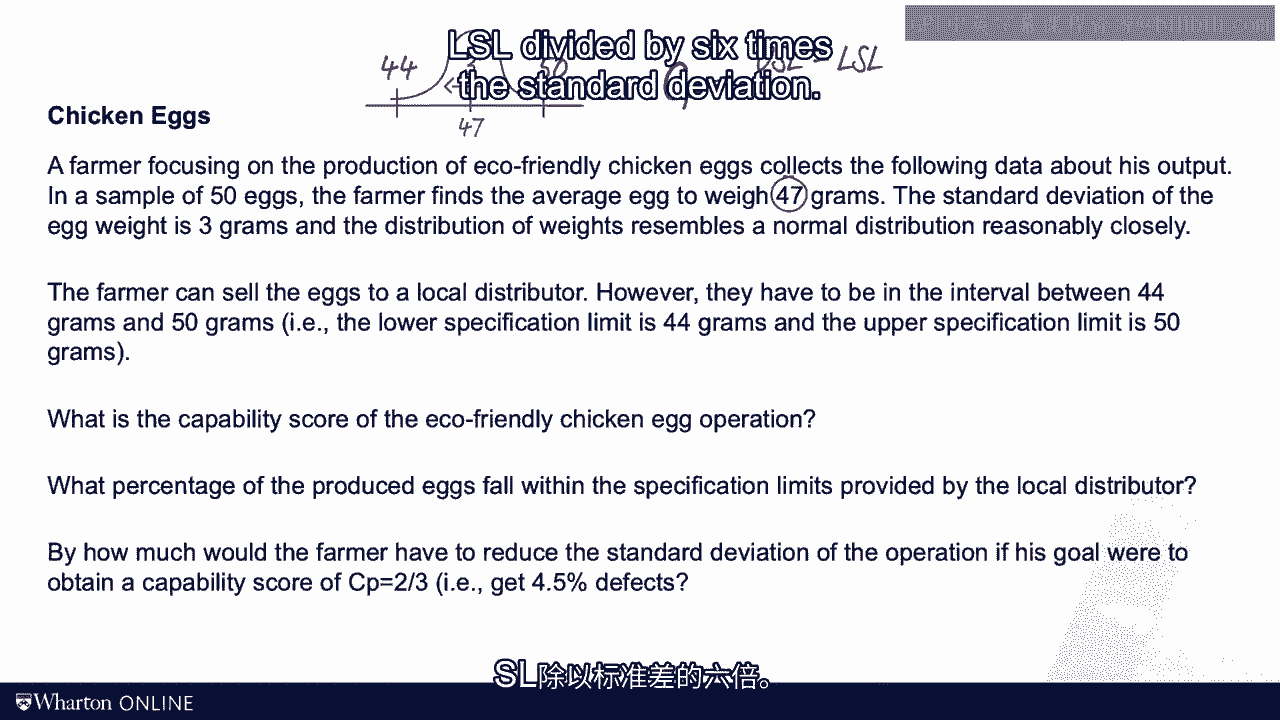 LSL divided by six times
the standard deviation.
44
3
50
USL - LSL
47
Chicken Eggs
A farmer focusing on the production of eco-friendly chicken eggs collects the following data about his output.
In a sample of 50 eggs, the farmer finds the average egg to weigh 47 grams. The standard deviation of the
egg weight is 3 grams and the distribution of weights resembles a normal distribution reasonably closely.
The farmer can sell the eggs to a local distributor. However, they have to be in the interval between 44
grams and 50 grams (i.e., the lower specification limit is 44 grams and the upper specification limit is 50
grams).
What is the capability score of the eco-friendly chicken egg operation?
What percentage of the produced eggs fall within the specification limits provided by the local distributor?
By how much would the farmer have to reduce the standard deviation of the operation if his goal were to
obtain a capability score of Cp=2/3 (i.e., get 4.5% defects?
SL除以标准差的六倍。
Wharton ONLINE